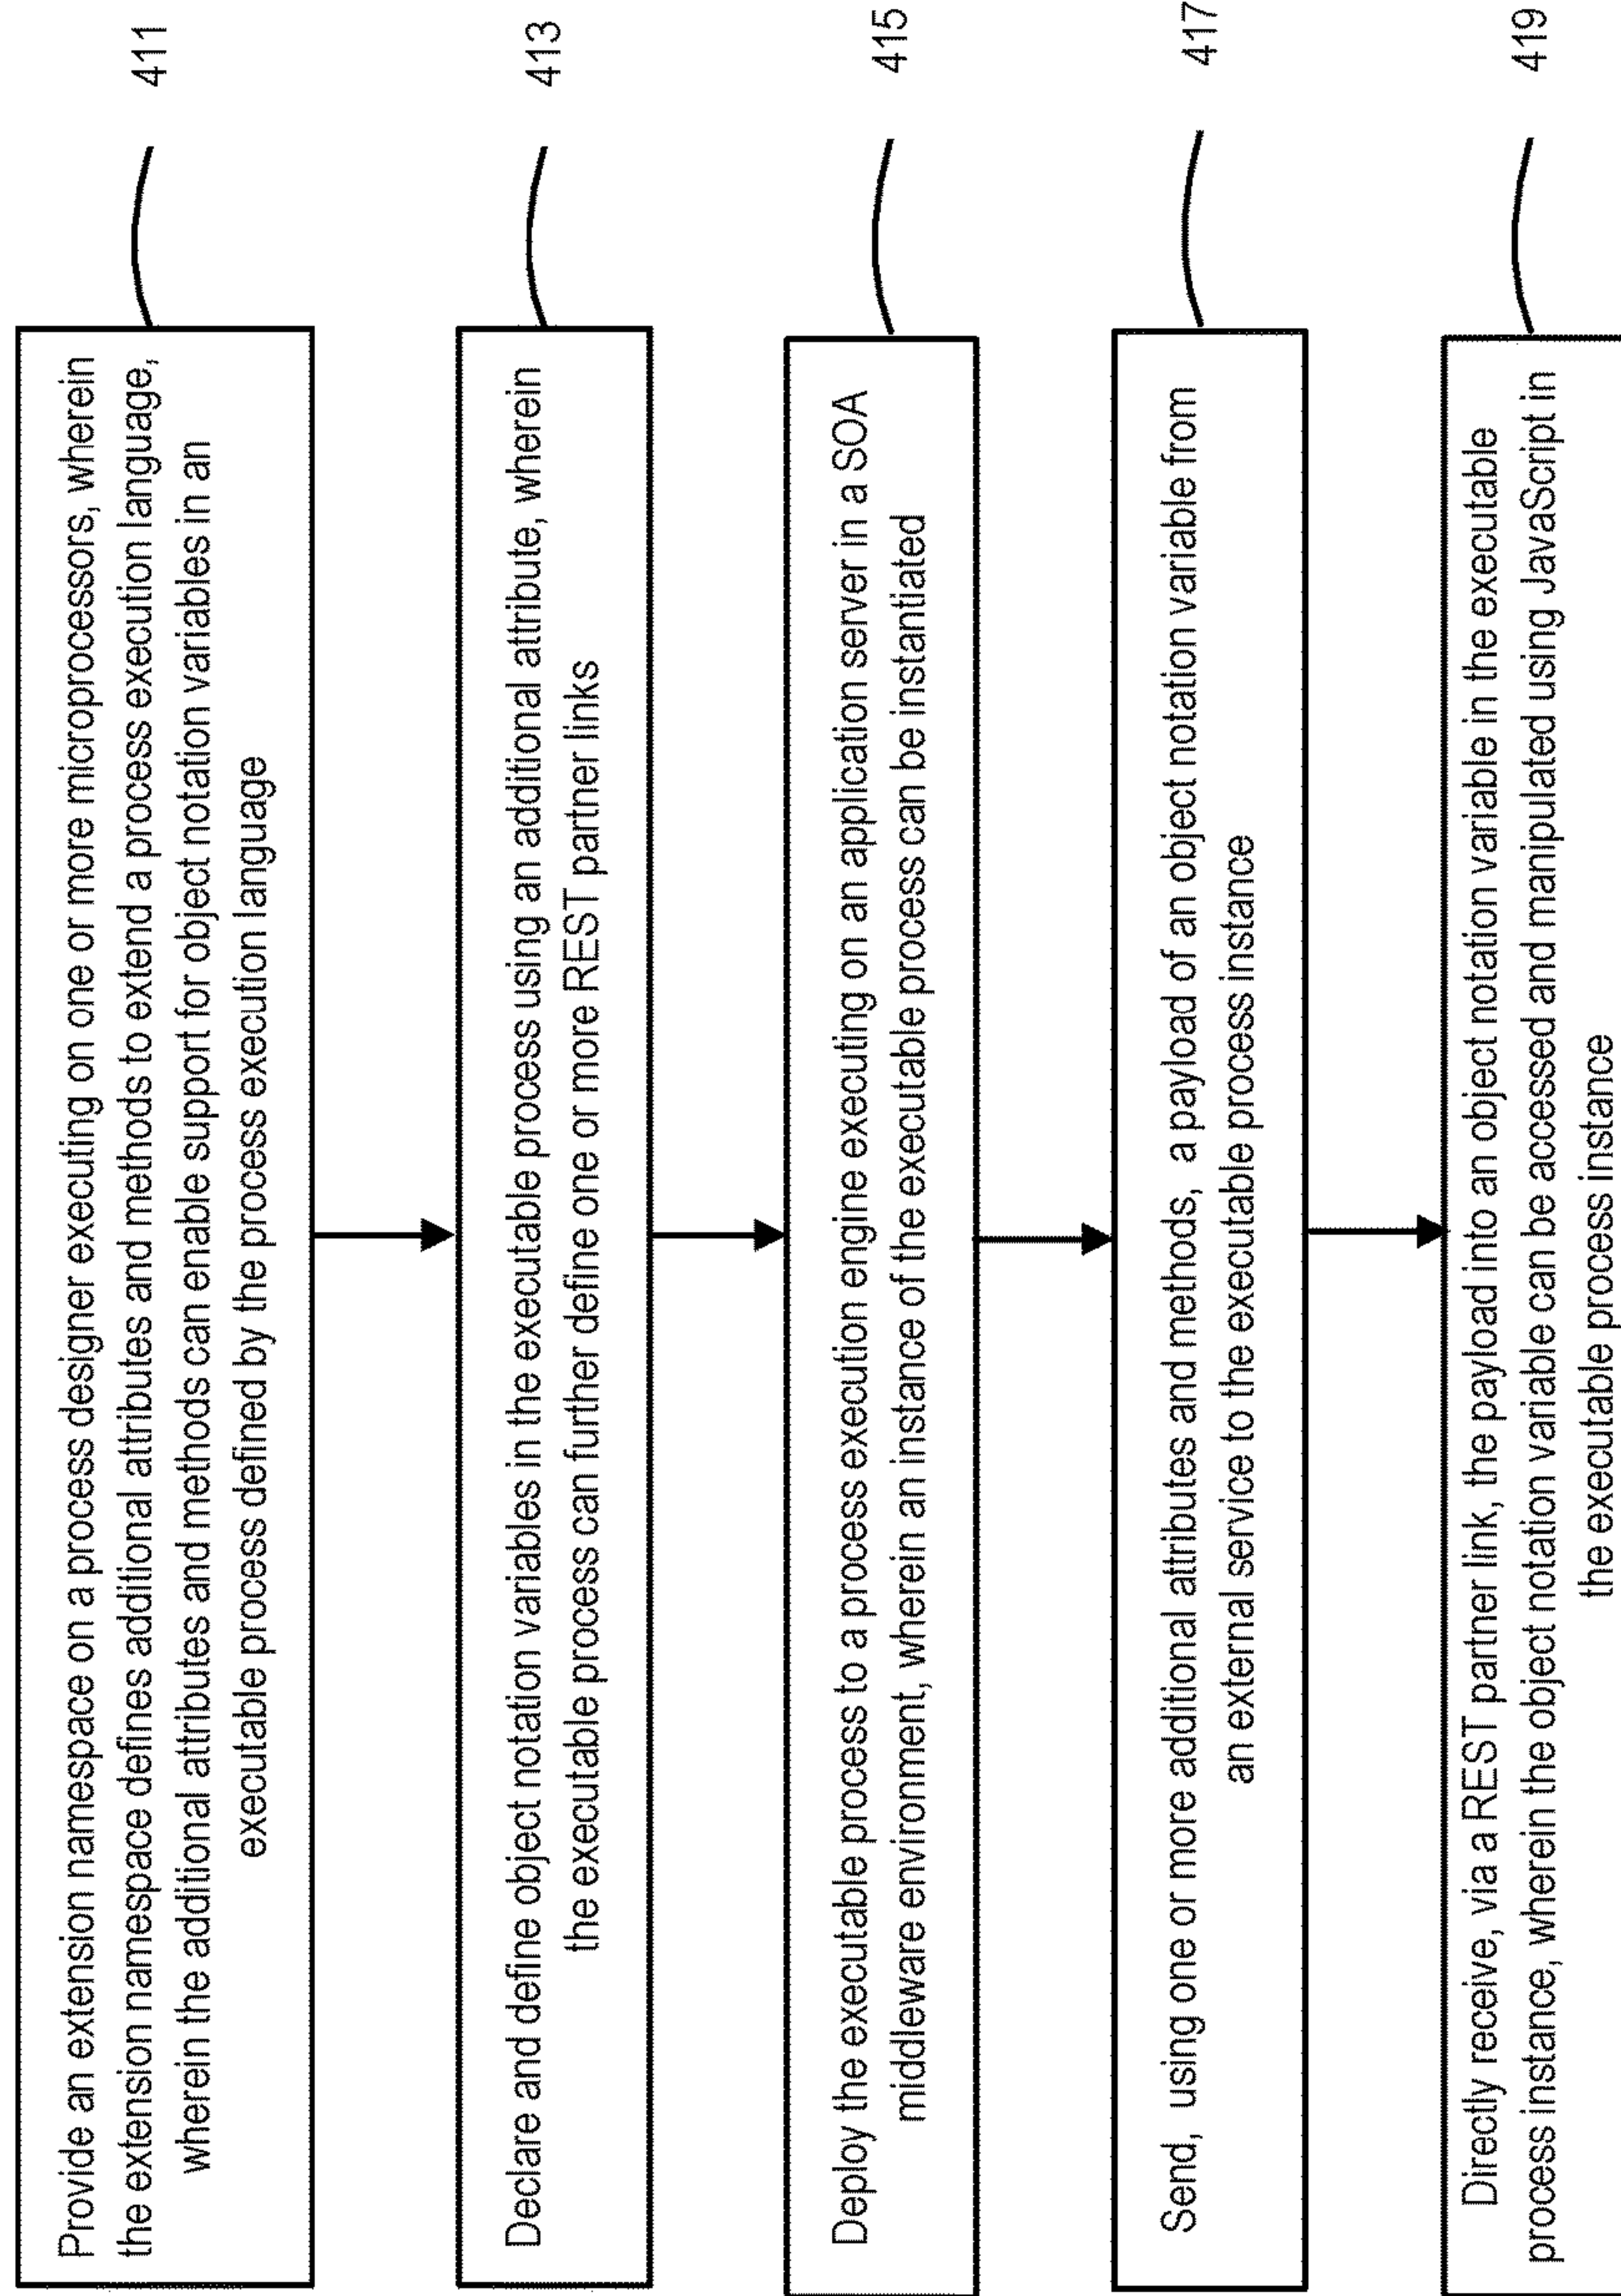 Provide an extension namespace on a process designer executing on one or more microprocessors, wherein
the extension namespace defines additional attributes and methods to extend a process execution language,
wherein the additional attributes and methods can enable support for object notation variables in an
executable process defined by the process execution language
411
Declare and define object notation variables in the executable process using an additional attribute, wherein
the executable process can further define one or more REST partner links
413
Deploy the executable process to a process execution engine executing on an application server in a SOA
middleware environment, wherein an instance of the executable process can be instantiated
415
Send, using one or more additional attributes and methods, a payload of an object notation variable from
an external service to the executable process instance
417
Directly receive, via a REST partner link, the payload into an object notation variable in the executable
process instance, wherein the object notation variable can be accessed and manipulated using JavaScript in
the executable process instance
419